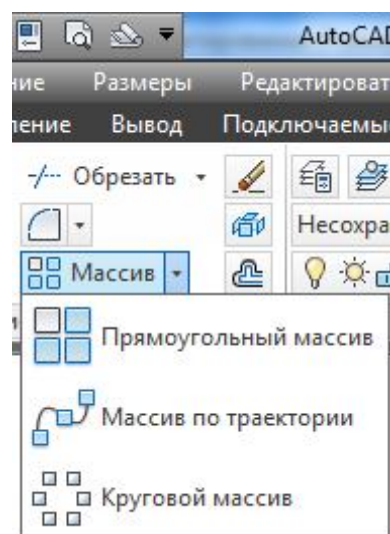 AutoCAD
ние Размеры Редактироват
ление Вывод Подключаемы
Обрезать
Несохра
Массив
Прямоугольный массив
Массив по траектории
Круговой массив